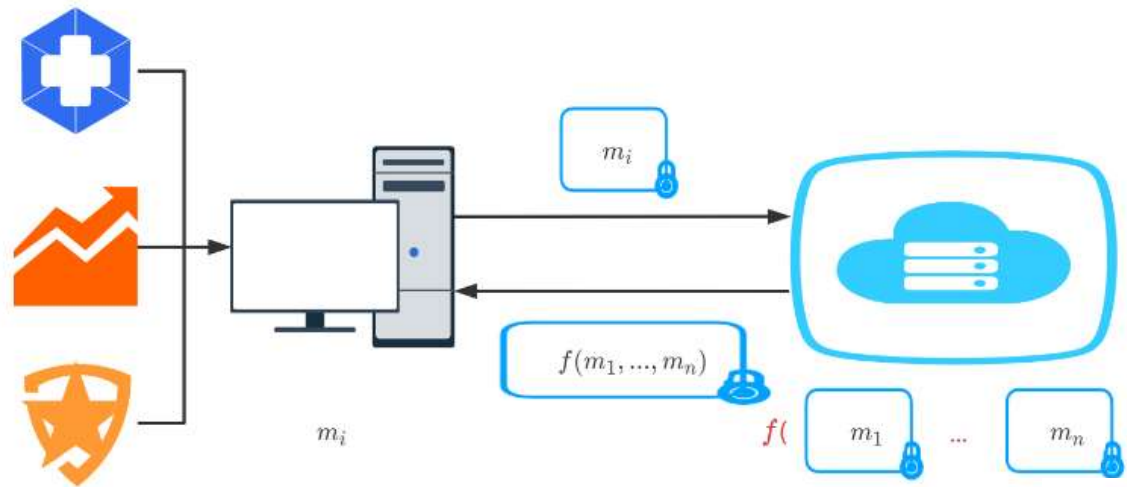 m_i
f(m_1, ..., m_n)
m_i
f( m_1 ... m_n